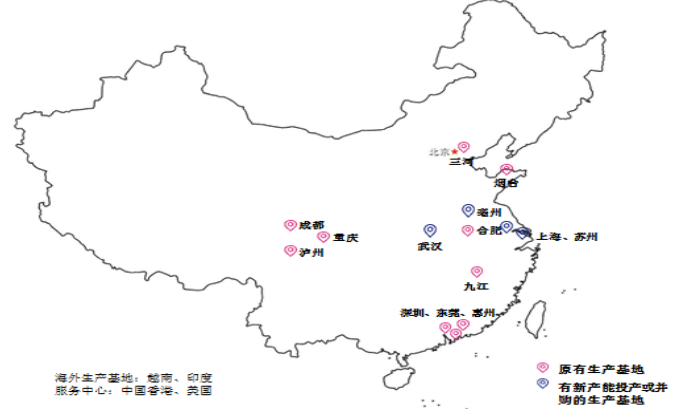 北京
三河
烟台
亳州
成都
重庆
合肥
武汉
上海、苏州
泸州
九江
深圳、东莞、惠州
原有生产基地
海外生产基地：越南、印度
服务中心：中国香港、美国
有新产能投产或并
购的生产基地